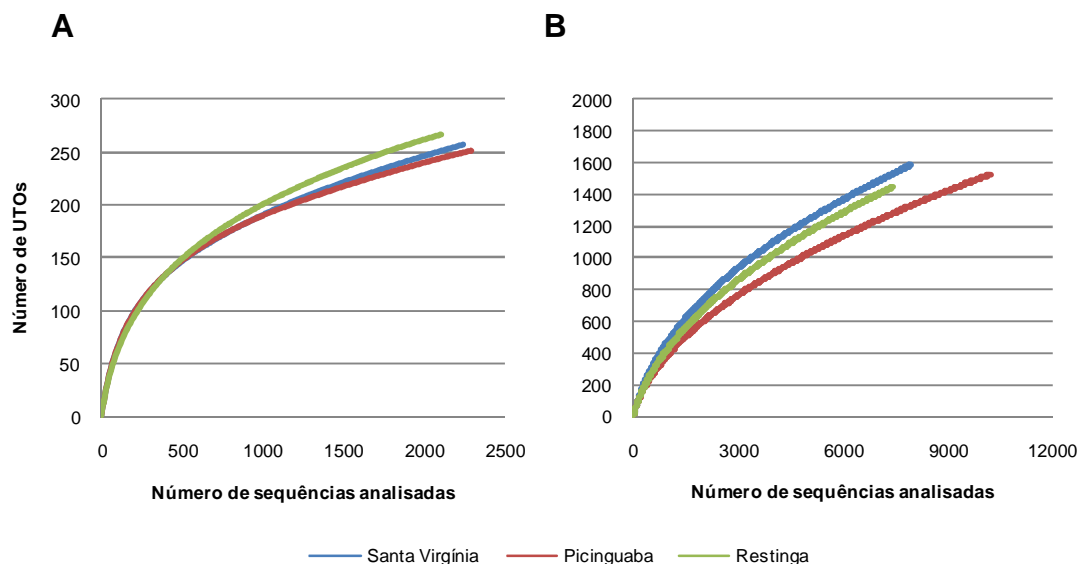 A
B
Número de UTOs
300
250
200
150
100
50
0
0 500 1000 1500 2000 2500
Número de sequências analisadas
2000
1800
1600
1400
1200
1000
800
600
400
200
0
0 3000 6000 9000 12000
Número de sequências analisadas
Santa Virgínia Picinguaba Restinga